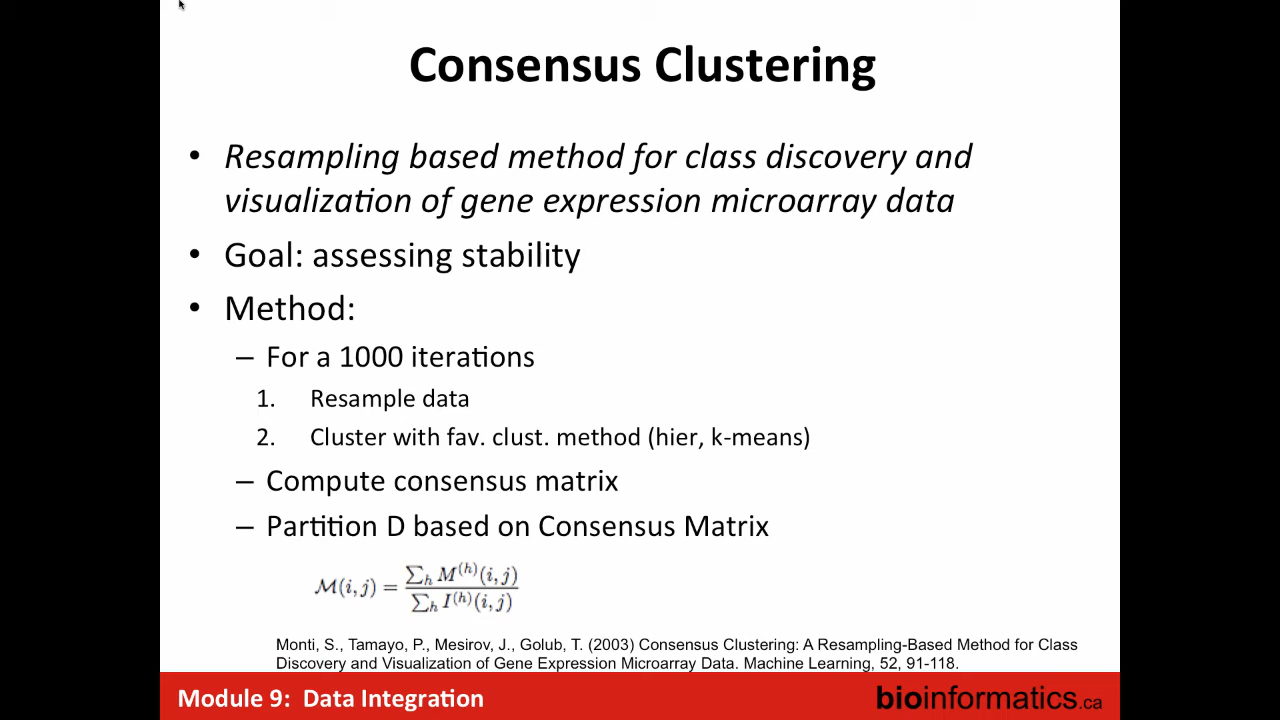 Consensus Clustering
• Resampling based method for class discovery and
visualization of gene expression microarray data
• Goal: assessing stability
• Method:
– For a 1000 iterations
1. Resample data
2. Cluster with fav. clust. method (hier, k-means)
– Compute consensus matrix
– Partition D based on Consensus Matrix
𝓜(i,j) = ∑ₕ M⁽ʰ⁾(i,j) / ∑ₕ I⁽ʰ⁾(i,j)
Monti, S., Tamayo, P., Mesirov, J., Golub, T. (2003) Consensus Clustering: A Resampling-Based Method for Class
Discovery and Visualization of Gene Expression Microarray Data. Machine Learning, 52, 91-118.
Module 9: Data Integration
bioinformatics.ca